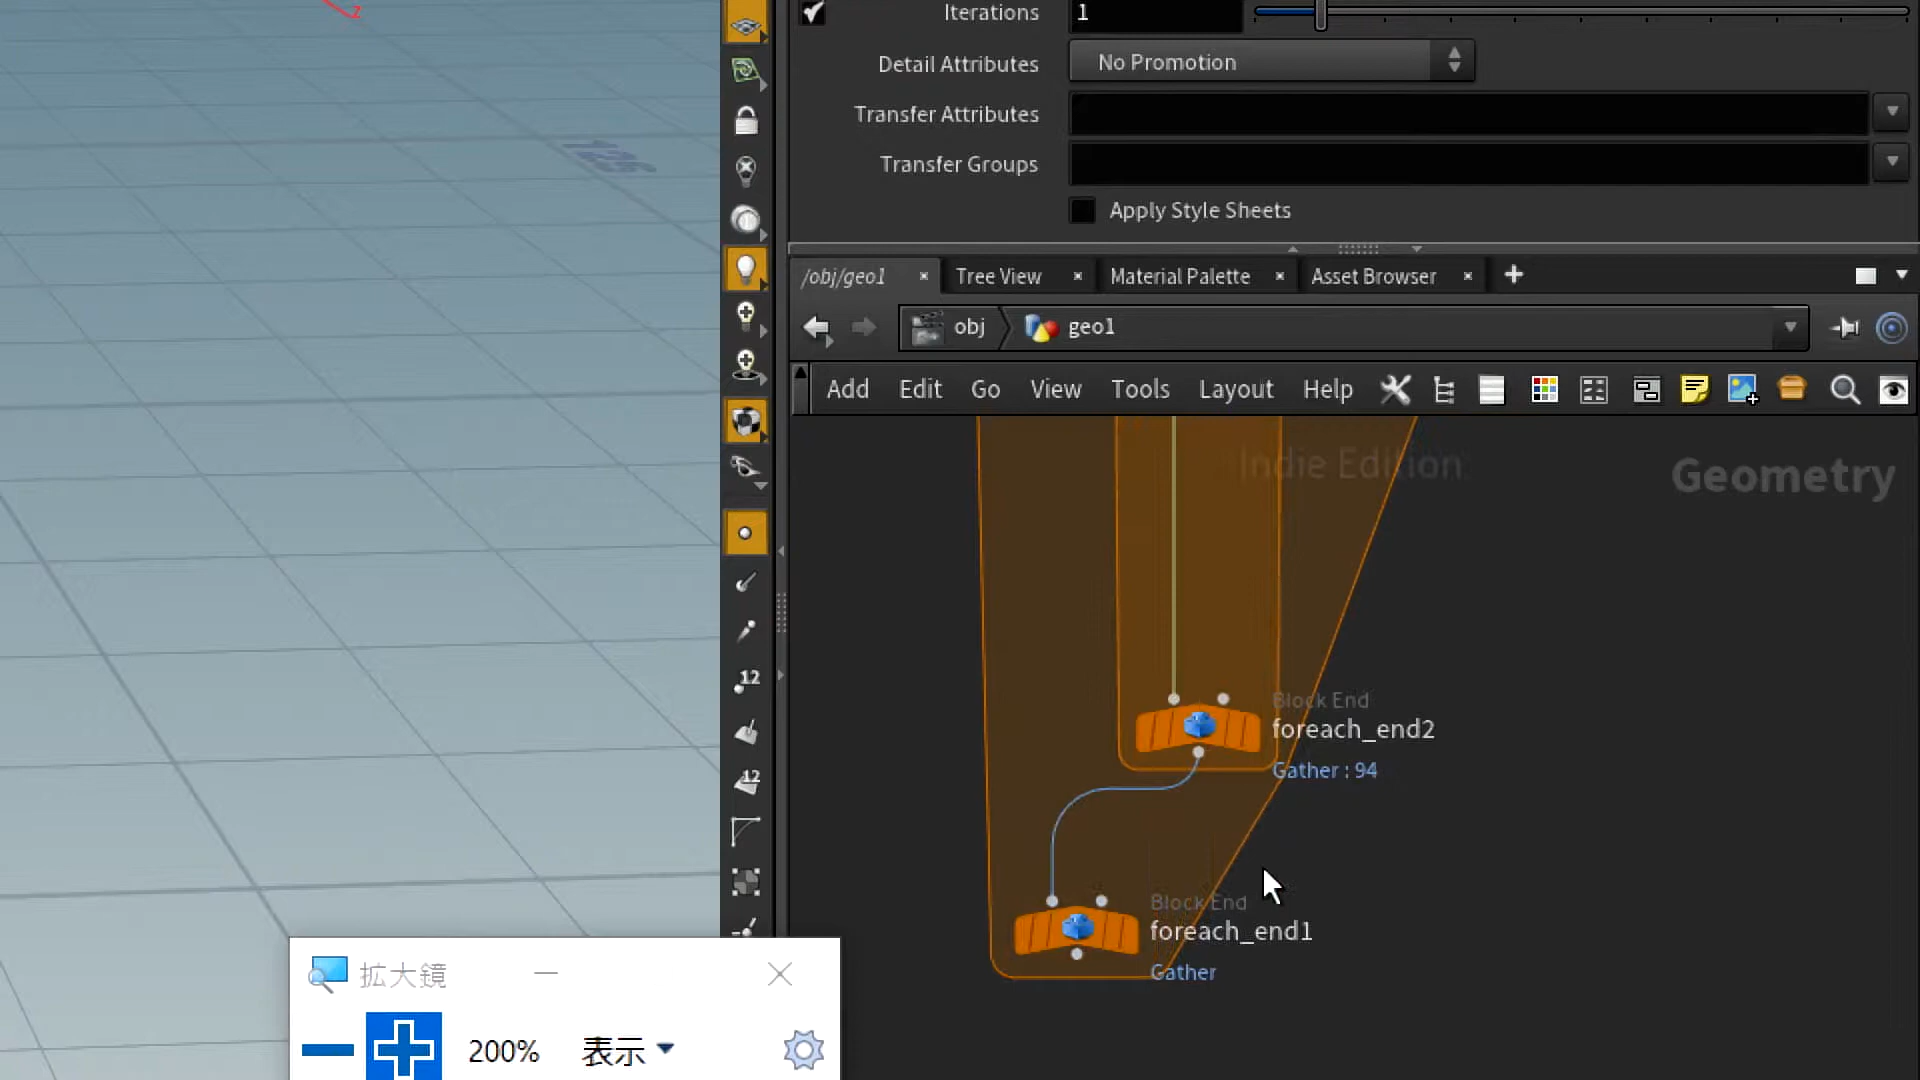 z
Iterations 1
Detail Attributes No Promotion
Transfer Attributes
Transfer Groups
Apply Style Sheets
/obj/geo1 Tree View Material Palette Asset Browser
obj geo1
Add Edit Go View Tools Layout Help
Indie Edition
Geometry
12
12
Block End
foreach_end2
Gather : 94
Block End
foreach_end1
Gather
拡大鏡
200% 表示